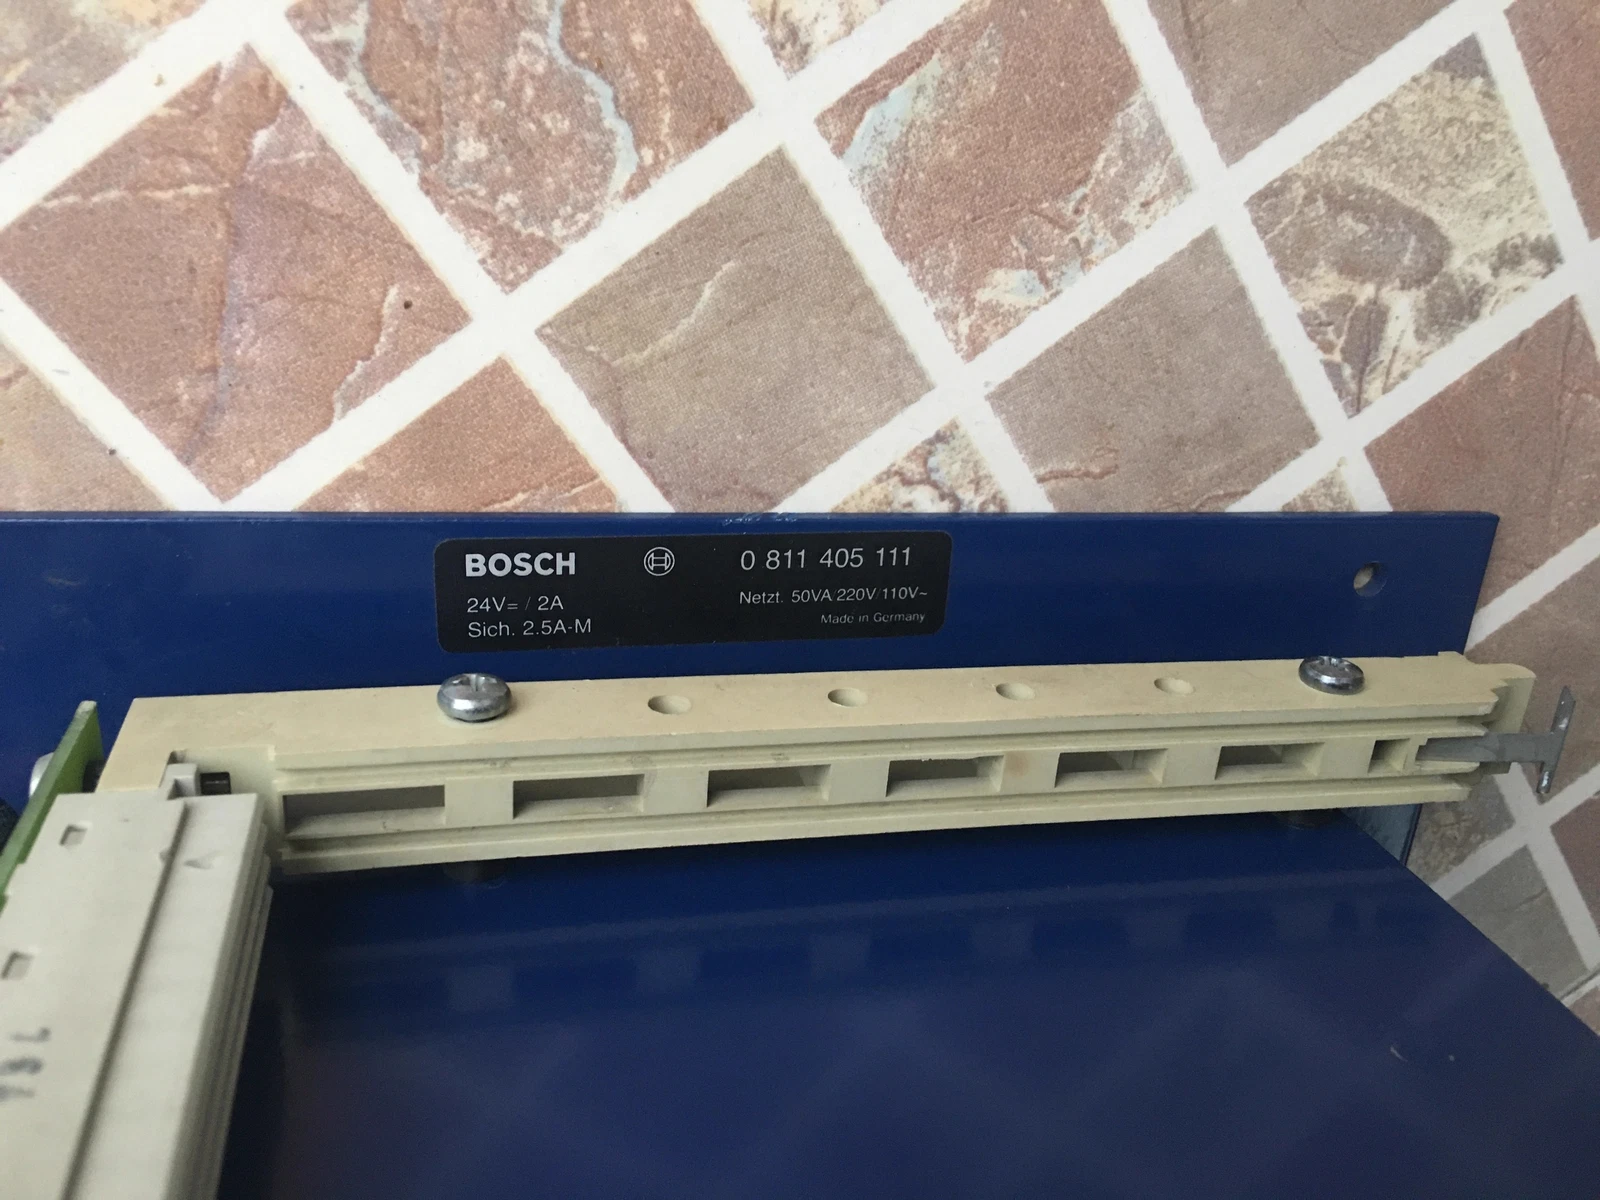 BOSCH 0 811 405 111
24V= / 2A Netzt. 50VA/220V/110V~
Sich. 2.5A-M Made in Germany